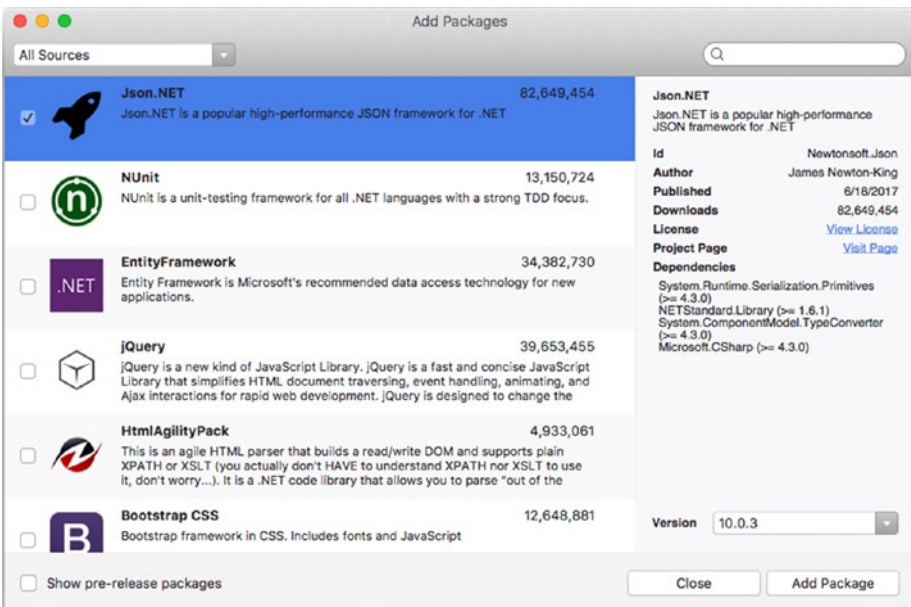 Add Packages
All Sources
Json.NET 82,649,454
Json.NET is a popular high-performance JSON framework for .NET
NUnit 13,150,724
NUnit is a unit-testing framework for all .NET languages with a strong TDD focus.
.NET
EntityFramework 34,382,730
Entity Framework is Microsoft's recommended data access technology for new
applications.
jQuery 39,653,455
jQuery is a new kind of JavaScript Library. jQuery is a fast and concise JavaScript
Library that simplifies HTML document traversing, event handling, animating, and
Ajax interactions for rapid web development. jQuery is designed to change the
HtmlAgilityPack 4,933,061
This is an agile HTML parser that builds a read/write DOM and supports plain
XPATH or XSLT (you actually don't HAVE to understand XPATH nor XSLT to use
it, don't worry...). It is a .NET code library that allows you to parse "out of the
B
Bootstrap CSS 12,648,881
Bootstrap framework in CSS. Includes fonts and JavaScript
Json.NET
Json.NET is a popular high-performance
JSON framework for .NET
Id Newtonsoft.Json
Author James Newton-King
Published 6/18/2017
Downloads 82,649,454
License View License
Project Page Visit Page
Dependencies
System.Runtime.Serialization.Primitives
(>= 4.3.0)
NETStandard.Library (>= 1.6.1)
System.ComponentModel.TypeConverter
(>= 4.3.0)
Microsoft.CSharp (>= 4.3.0)
Version 10.0.3
Show pre-release packages
Close Add Package